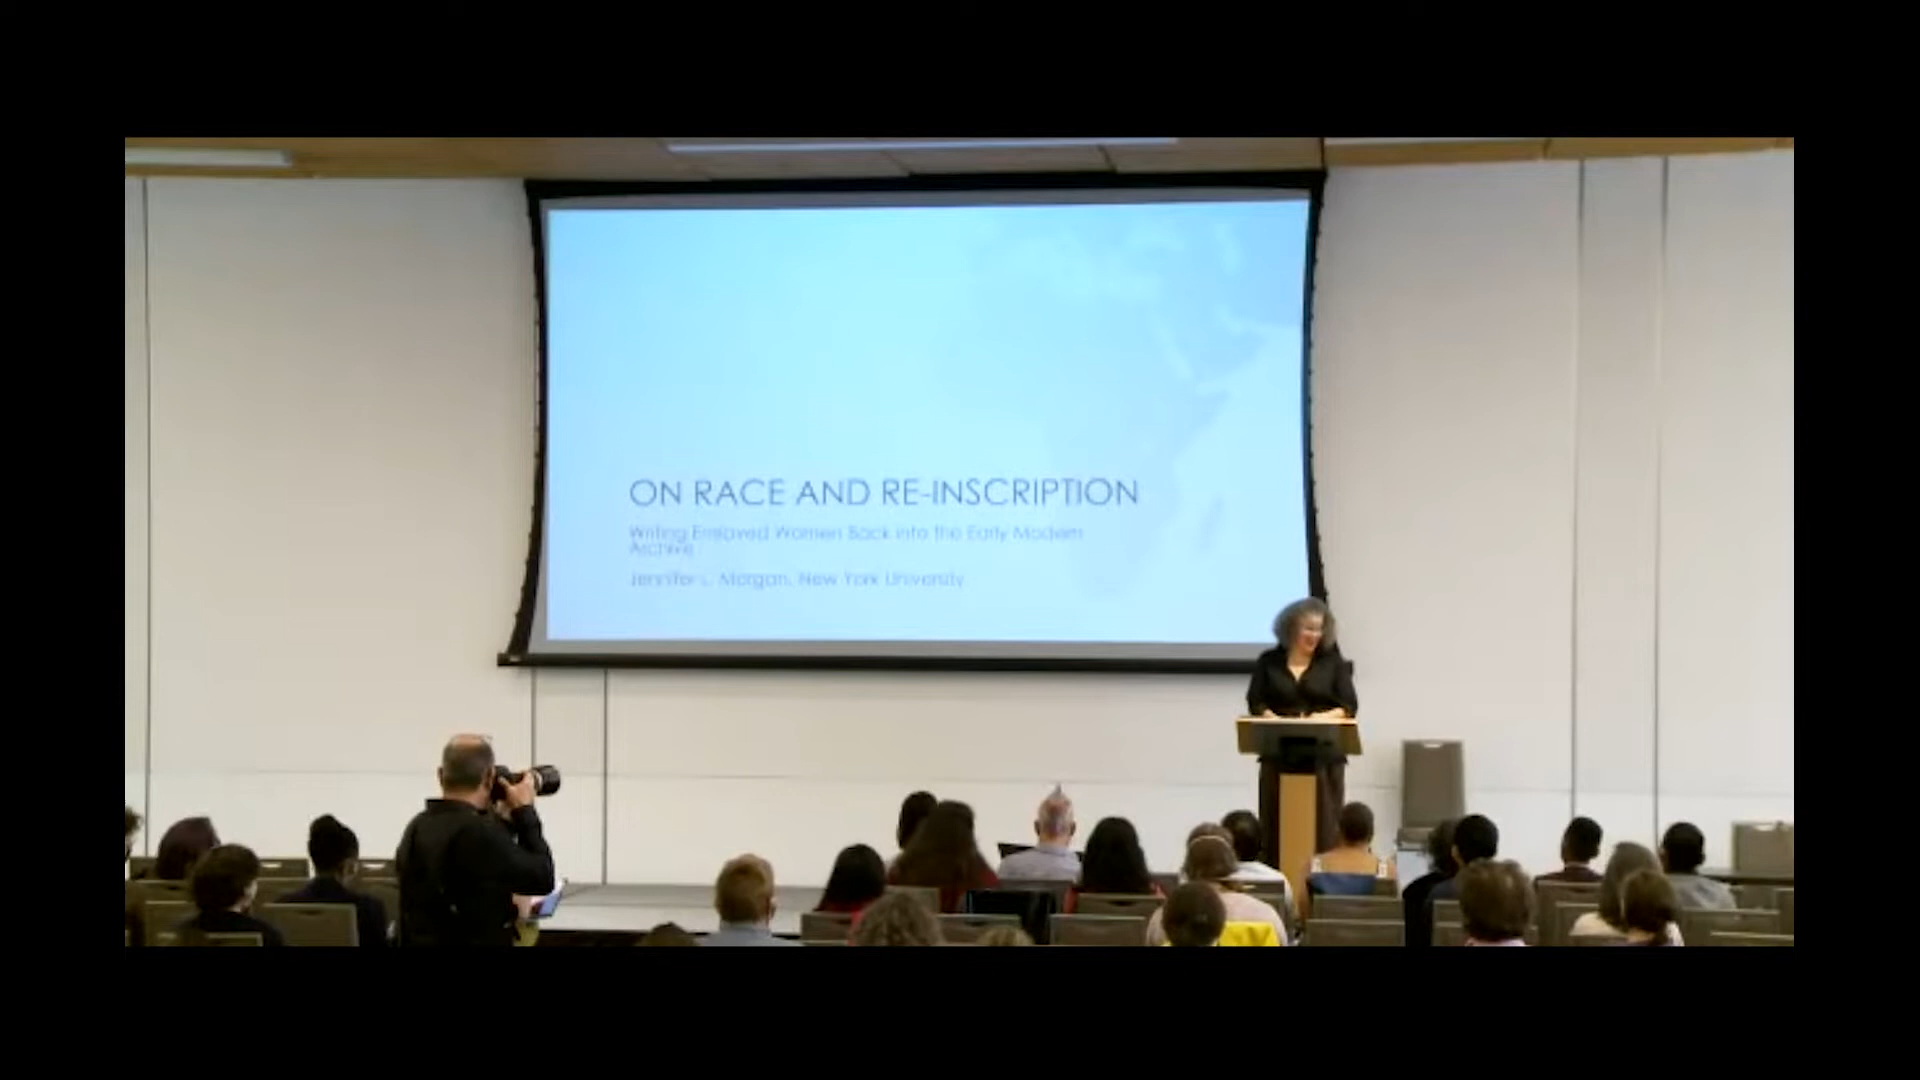 ON RACE AND RE-INSCRIPTION
Writing Enslaved Women Back into the Early Modern
Archive
Jennifer L. Morgan, New York University